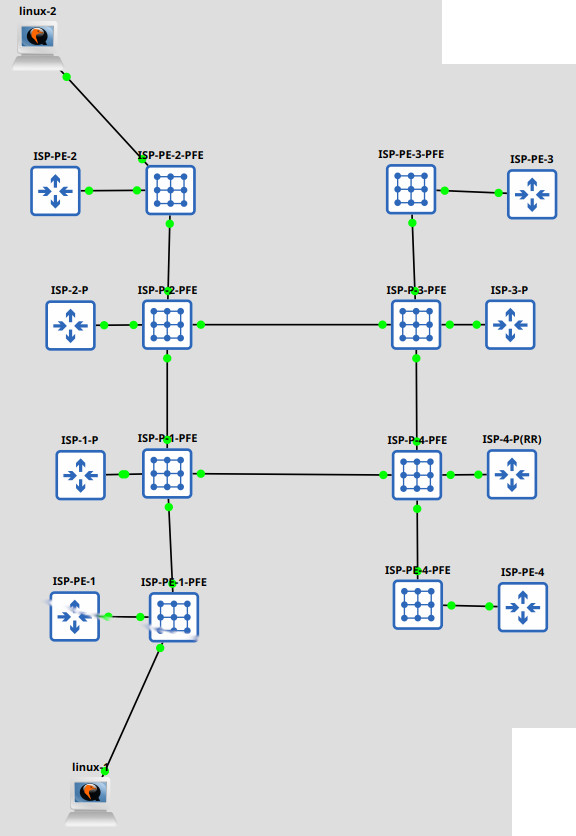 linux-2
ISP-PE-2
ISP-PE-2-PFE
ISP-PE-3-PFE
ISP-PE-3
ISP-2-P
ISP-P-2-PFE
ISP-P-3-PFE
ISP-3-P
ISP-1-P
ISP-P-1-PFE
ISP-P-4-PFE
ISP-4-P(RR)
ISP-PE-1
ISP-PE-1-PFE
ISP-PE-4-PFE
ISP-PE-4
linux-1